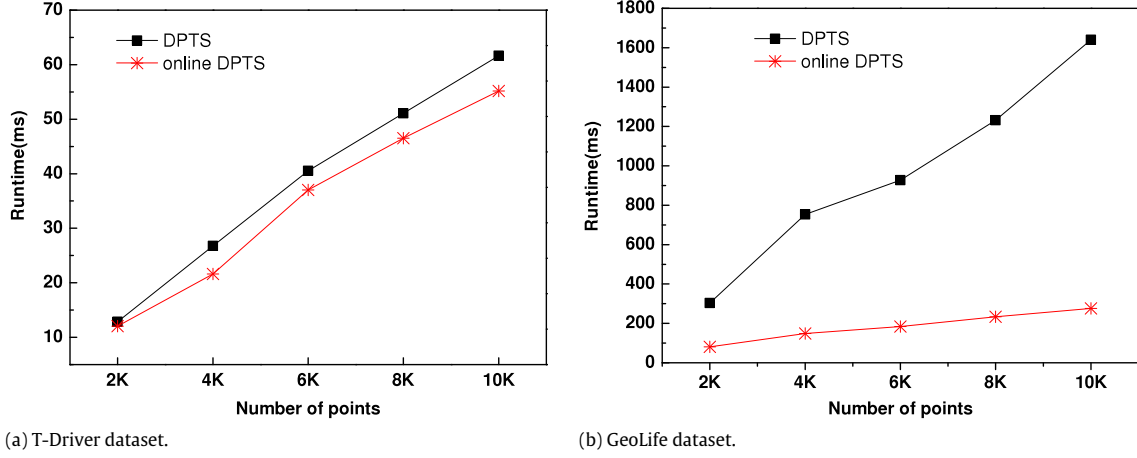 70
60
50
40
30
20
10
Runtime(ms)
DPTS
online DPTS
2K 4K 6K 8K 10K
Number of points
(a) T-Driver dataset.
1800
1600
1400
1200
1000
800
600
400
200
0
Runtime(ms)
DPTS
online DPTS
2K 4K 6K 8K 10K
Number of points
(b) GeoLife dataset.